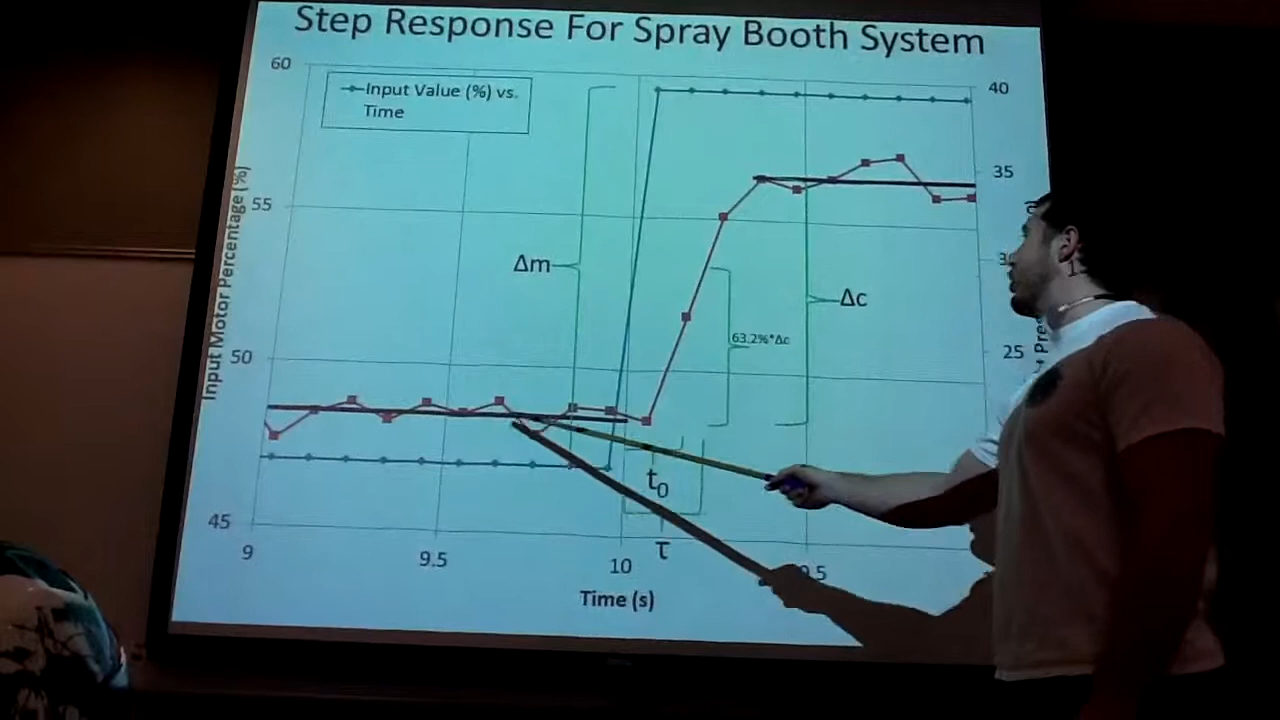 Step Response For Spray Booth System
60
40
Input Value (%) vs.
Time
35
55
Input Motor Percentage (%)
Δm
Δc
63.2%*Δc
50
25
t0
45
τ
9
9.5
10
Time (s)